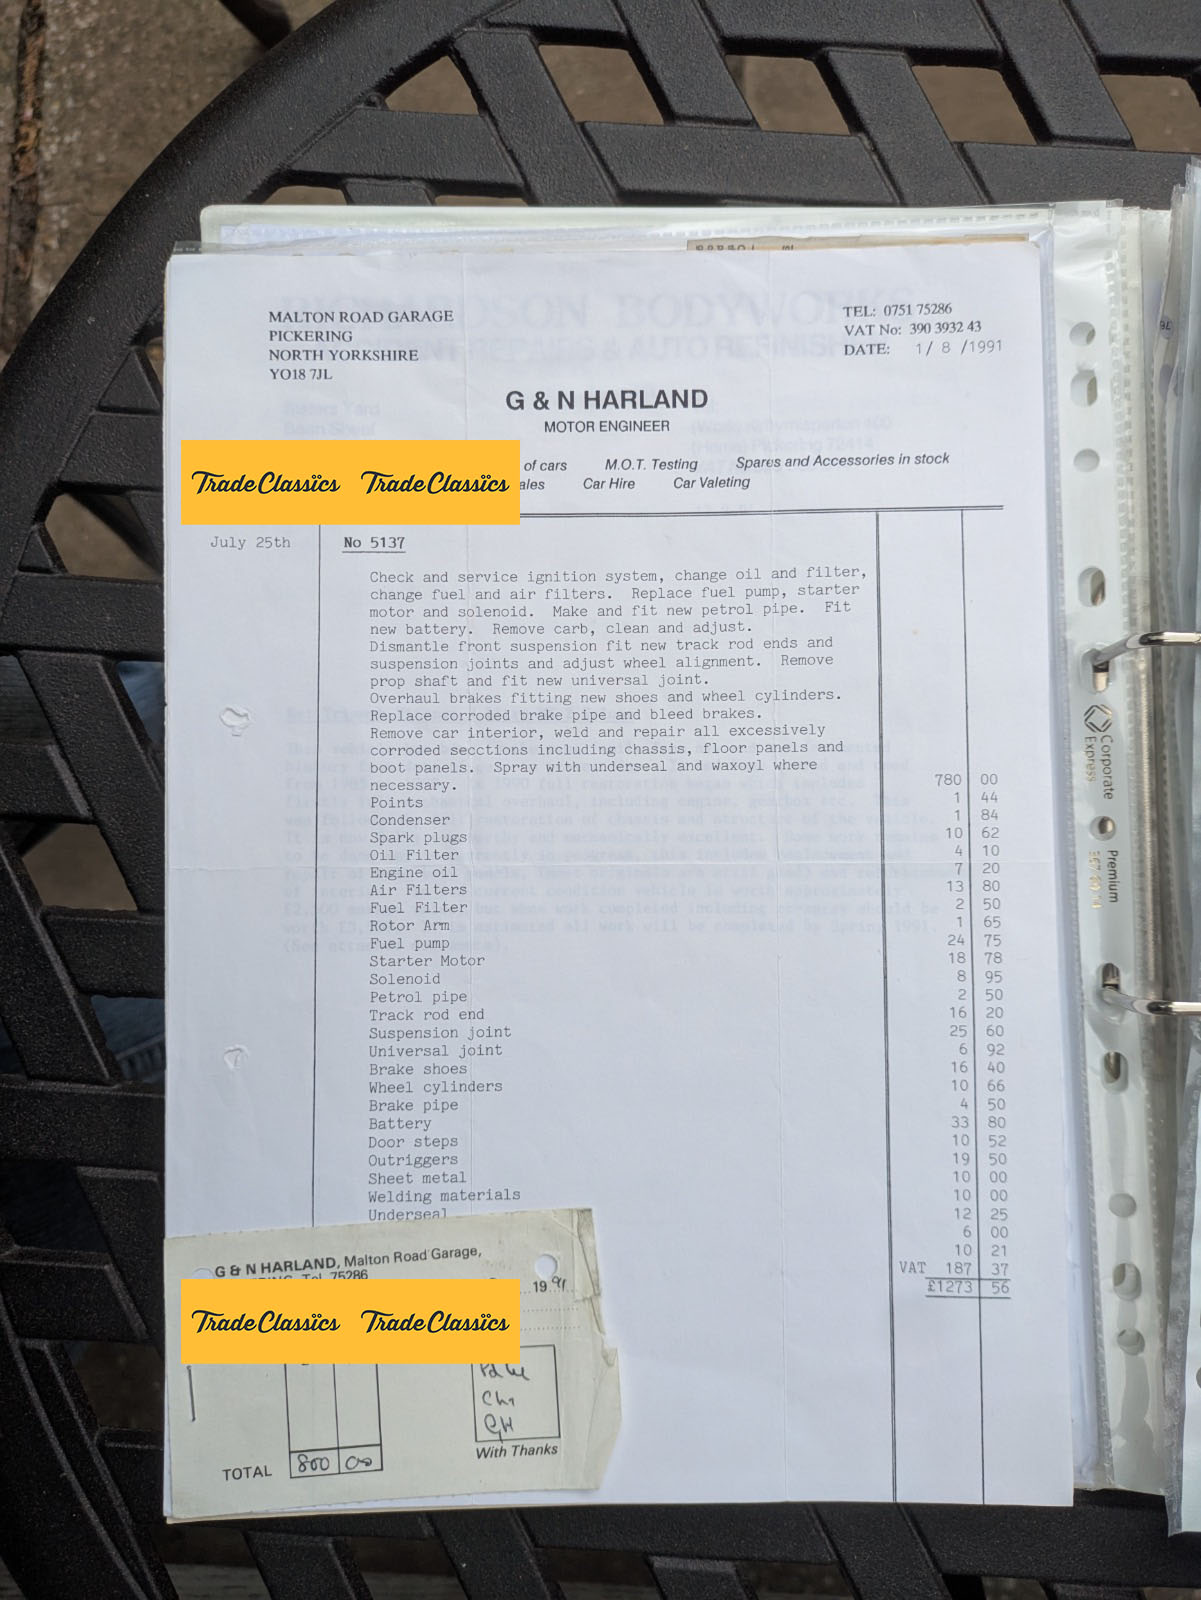 MALTON ROAD GARAGE
PICKERING
NORTH YORKSHIRE
YO18 7JL
TEL: 0751 75286
VAT No: 390 3932 43
DATE: 1/ 8 /1991
G & N HARLAND
MOTOR ENGINEER
of cars M.O.T. Testing Spares and Accessories in stock
ales Car Hire Car Valeting
TradeClassics TradeClassics
July 25th No 5137
Check and service ignition system, change oil and filter,
change fuel and air filters. Replace fuel pump, starter
motor and solenoid. Make and fit new petrol pipe. Fit
new battery. Remove carb, clean and adjust.
Dismantle front suspension fit new track rod ends and
suspension joints and adjust wheel alignment. Remove
prop shaft and fit new universal joint.
Overhaul brakes fitting new shoes and wheel cylinders.
Replace corroded brake pipe and bleed brakes.
Remove car interior, weld and repair all excessively
corroded secctions including chassis, floor panels and
boot panels. Spray with underseal and waxoyl where
necessary. 780 00
Points 1 44
Condenser 1 84
Spark plugs 10 62
Oil Filter 4 10
Engine oil 7 20
Air Filters 13 80
Fuel Filter 2 50
Rotor Arm 1 65
Fuel pump 24 75
Starter Motor 18 78
Solenoid 8 95
Petrol pipe 2 50
Track rod end 16 20
Suspension joint 25 60
Universal joint 6 92
Brake shoes 16 40
Wheel cylinders 10 66
Brake pipe 4 50
Battery 33 80
Door steps 10 52
Outriggers 19 50
Sheet metal 10 00
Welding materials 10 00
Underseal 12 25
6 00
10 21
VAT 187 37
£1273 56
G & N HARLAND, Malton Road Garage,
Tel. 75286
1991
TradeClassics TradeClassics
GH
With Thanks
TOTAL 800 00
Corporate
Express
Premium